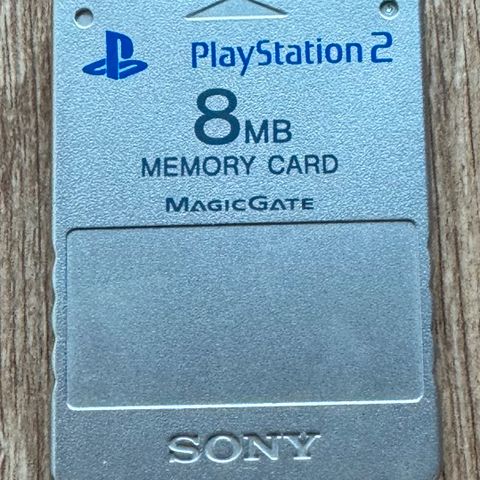 PlayStation 2
8MB
MEMORY CARD
MAGICGATE
SONY